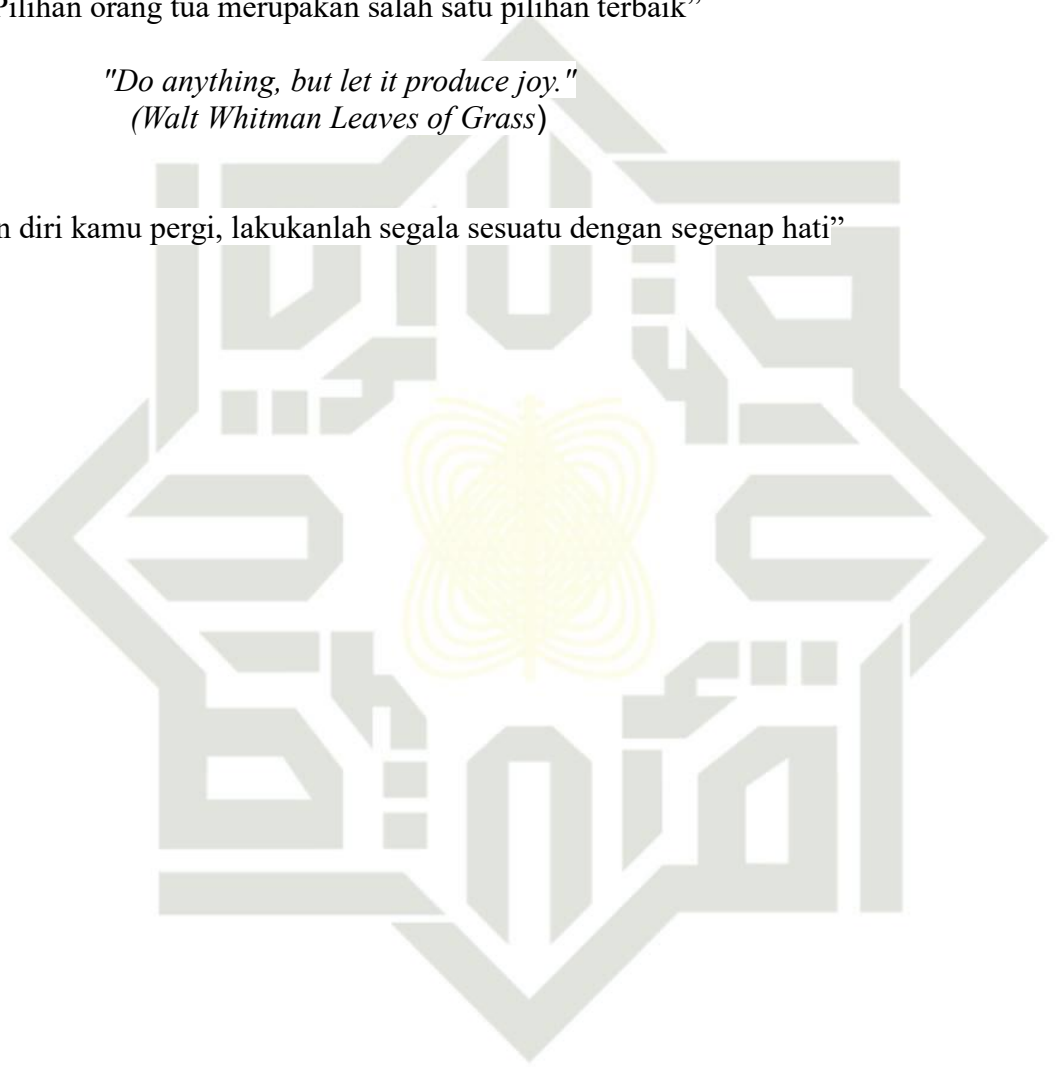 Pilihan orang tua merupakan salah satu pilihan terbaik”
"Do anything, but let it produce joy."
(Walt Whitman Leaves of Grass)
diri kamu pergi, lakukanlah segala sesuatu dengan segenap hati”